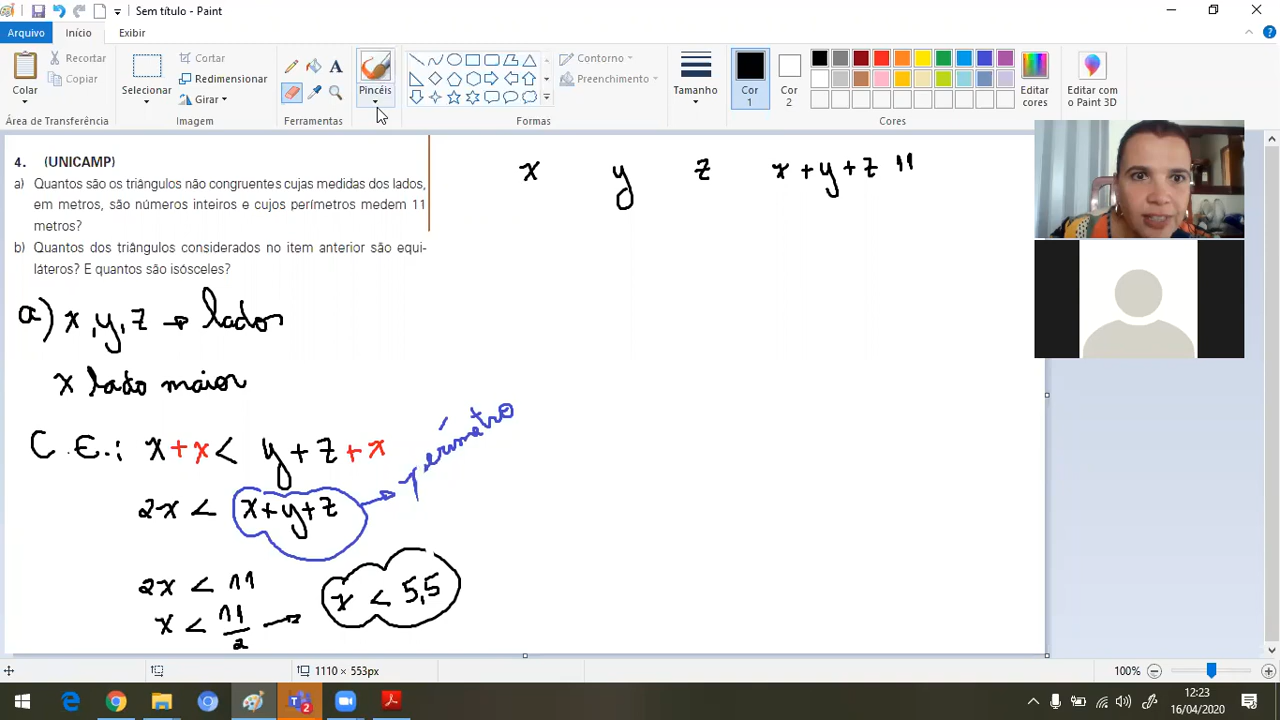 Sem título - Paint
Arquivo Início Exibir
Colar
Recortar
Copiar
Área de Transferência
Selecionar
Cortar
Redimensionar
Girar
Imagem
A
Ferramentas
Pincéis
Contorno
Preenchimento
Formas
Tamanho
Cor 1
Cor 2
Editar cores
Cores
Editar com o Paint 3D
4. (UNICAMP)
a) Quantos são os triângulos não congruentes cujas medidas dos lados,
em metros, são números inteiros e cujos perímetros medem 11
metros?
b) Quantos dos triângulos considerados no item anterior são equi-
láteros? E quantos são isósceles?
x y z x+y+z 11
a) x, y, z → lados
x lado maior
C.E.: x+x < y+z+x
perímetro
2x < x+y+z
2x < 11
x < 11/2 → x < 5,5
1110 × 553px
100%
12:23
16/04/2020